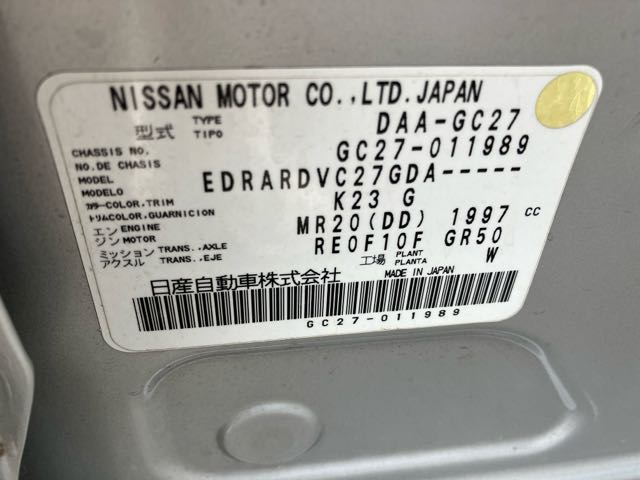 NISSAN MOTOR CO.,LTD.JAPAN
型式 TYPE TIPO DAA-GC27
CHASSIS NO. NO.DE CHASIS GC27-011989
MODEL MODELO EDRARDVC27GDA-----
カラー COLOR,TRIM K23 G
トリム COLOR,GUARNICION
エンジン ENGINE MOTOR MR20(DD) 1997 CC
ミッション TRANS.,AXLE RE0F10F GR50
アクスル TRANS.,EJE 工場 PLANT PLANTA W
日産自動車株式会社 MADE IN JAPAN
GC27-011989